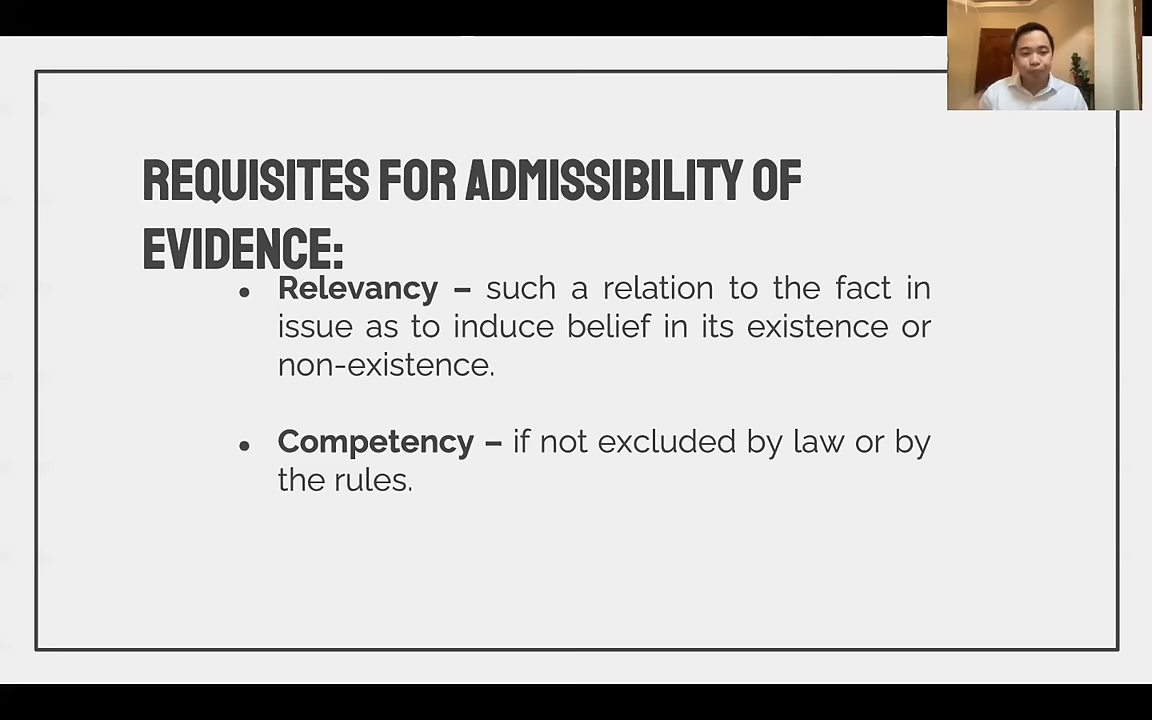 REQUISITES FOR ADMISSIBILITY OF
EVIDENCE:
● Relevancy – such a relation to the fact in
issue as to induce belief in its existence or
non-existence.
● Competency – if not excluded by law or by
the rules.